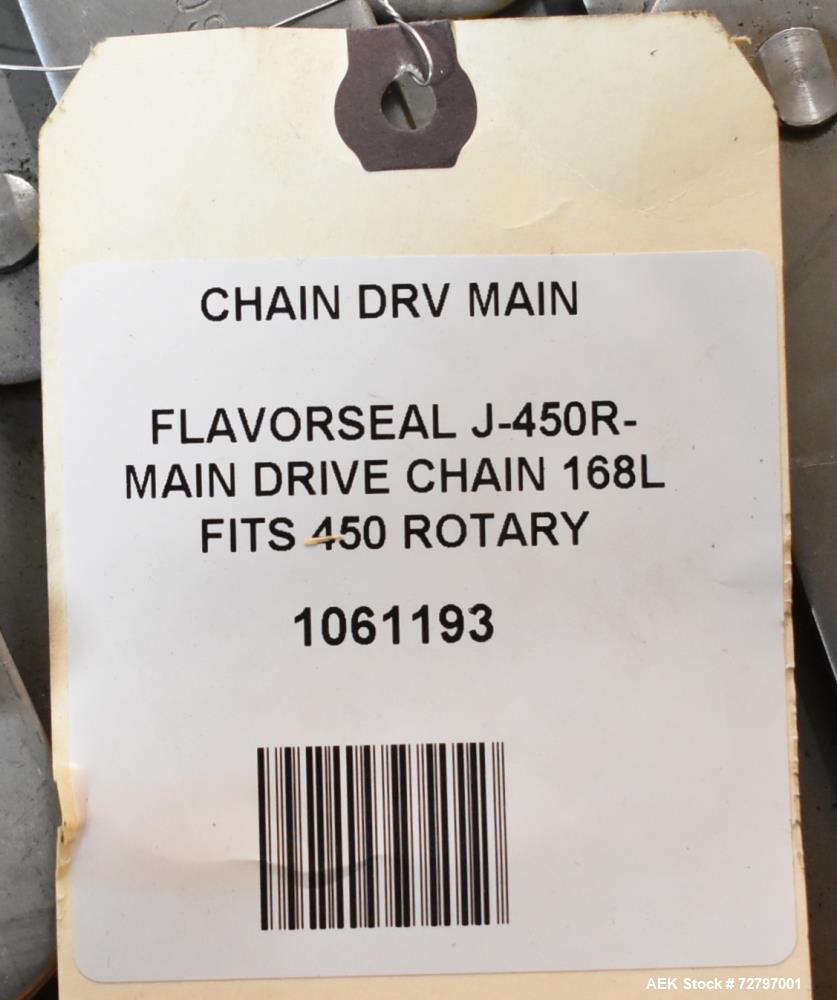 CHAIN DRV MAIN
FLAVORSEAL J-450R-
MAIN DRIVE CHAIN 168L
FITS 450 ROTARY
1061193
AEK Stock # 72797001